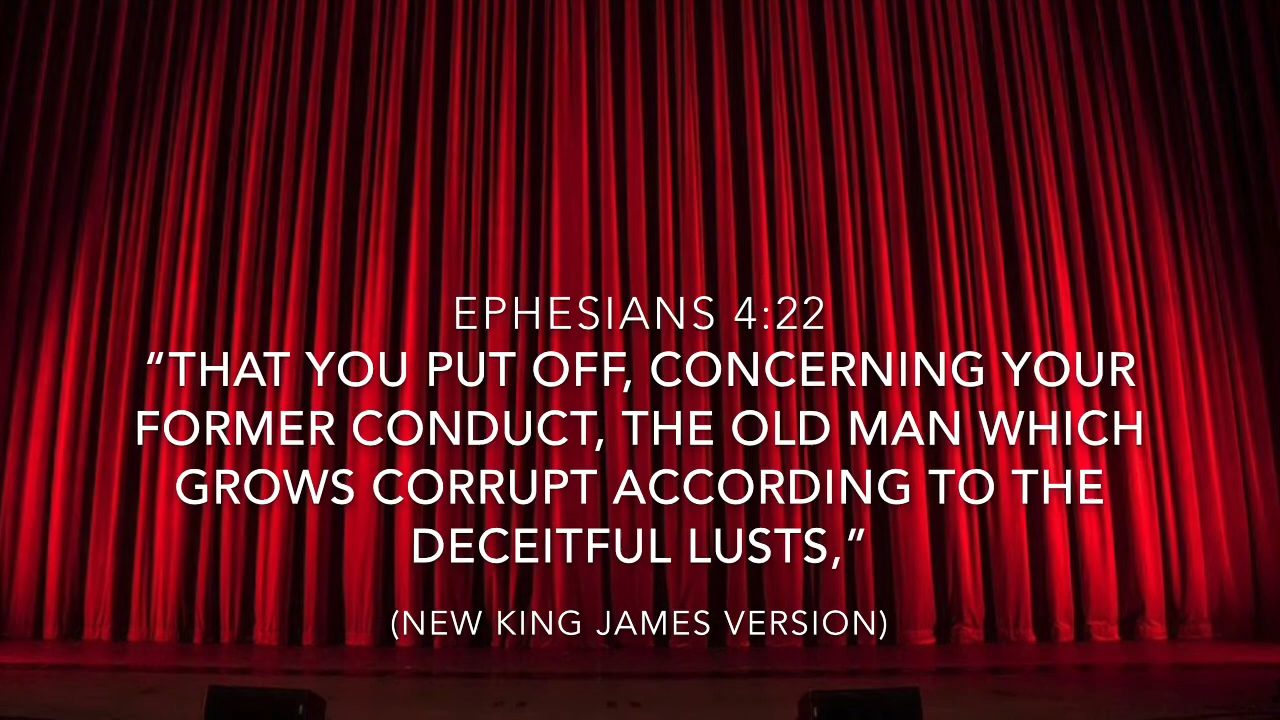 EPHESIANS 4:22
“THAT YOU PUT OFF, CONCERNING YOUR
FORMER CONDUCT, THE OLD MAN WHICH
GROWS CORRUPT ACCORDING TO THE
DECEITFUL LUSTS,”
(NEW KING JAMES VERSION)